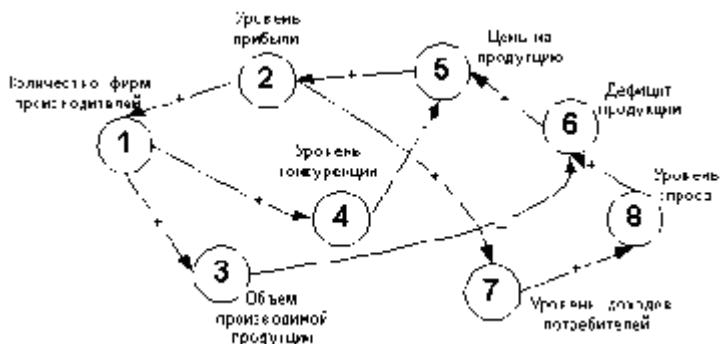 Уровень
прибыли
2
+
Цены на
продукцию
5
+
Количество фирм
производителей
1
+
Дефицит
продукции
6
+
Уровень
конкуренции
4
+
+
Уровень
спроса
8
+
3
+
Объем
производимой
продукции
7
+
Уровень доходов
потребителей